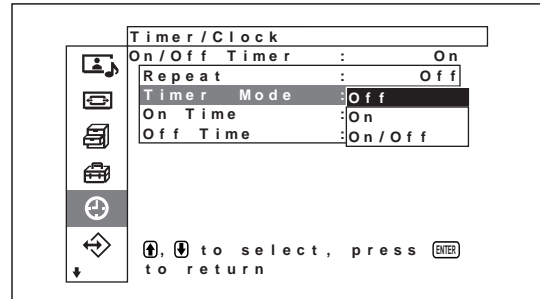 Timer/Clock
On/Off Timer : On
Repeat : Off
Timer Mode : Off
On Time : On
Off Time : On/Off
, to select, press ENTER
to return